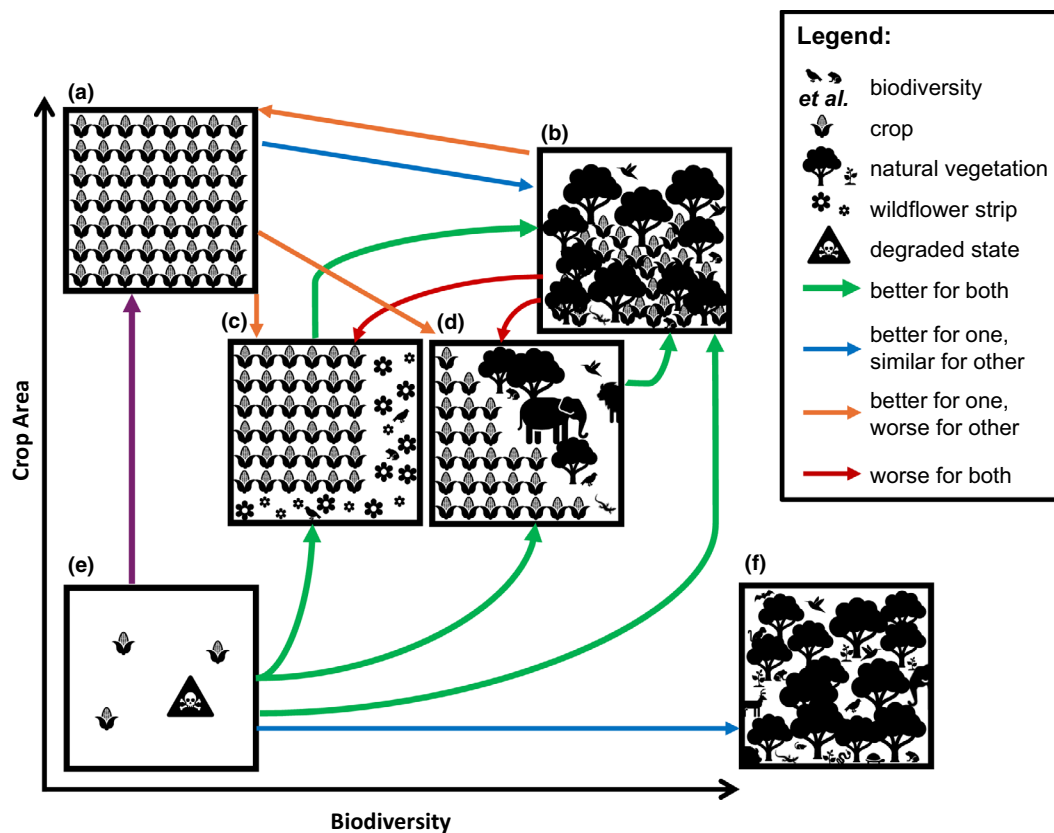 Legend:
et al.
biodiversity
crop
natural vegetation
wildflower strip
degraded state
better for both
better for one,
similar for other
better for one,
worse for other
worse for both
(a)
(b)
(c)
(d)
(e)
(f)
Crop Area
Biodiversity